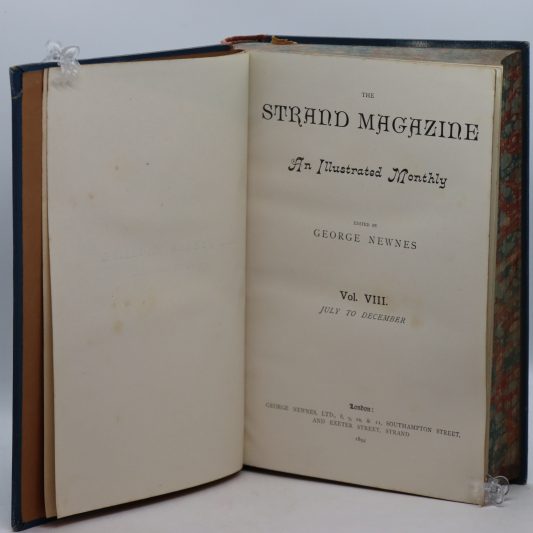 THE
STRAND MAGAZINE
An Illustrated Monthly
EDITED BY
GEORGE NEWNES
Vol. VIII.
JULY TO DECEMBER
London:
GEORGE NEWNES, LTD., 8, 9, 10, & 11, SOUTHAMPTON STREET,
AND EXETER STREET, STRAND
1894